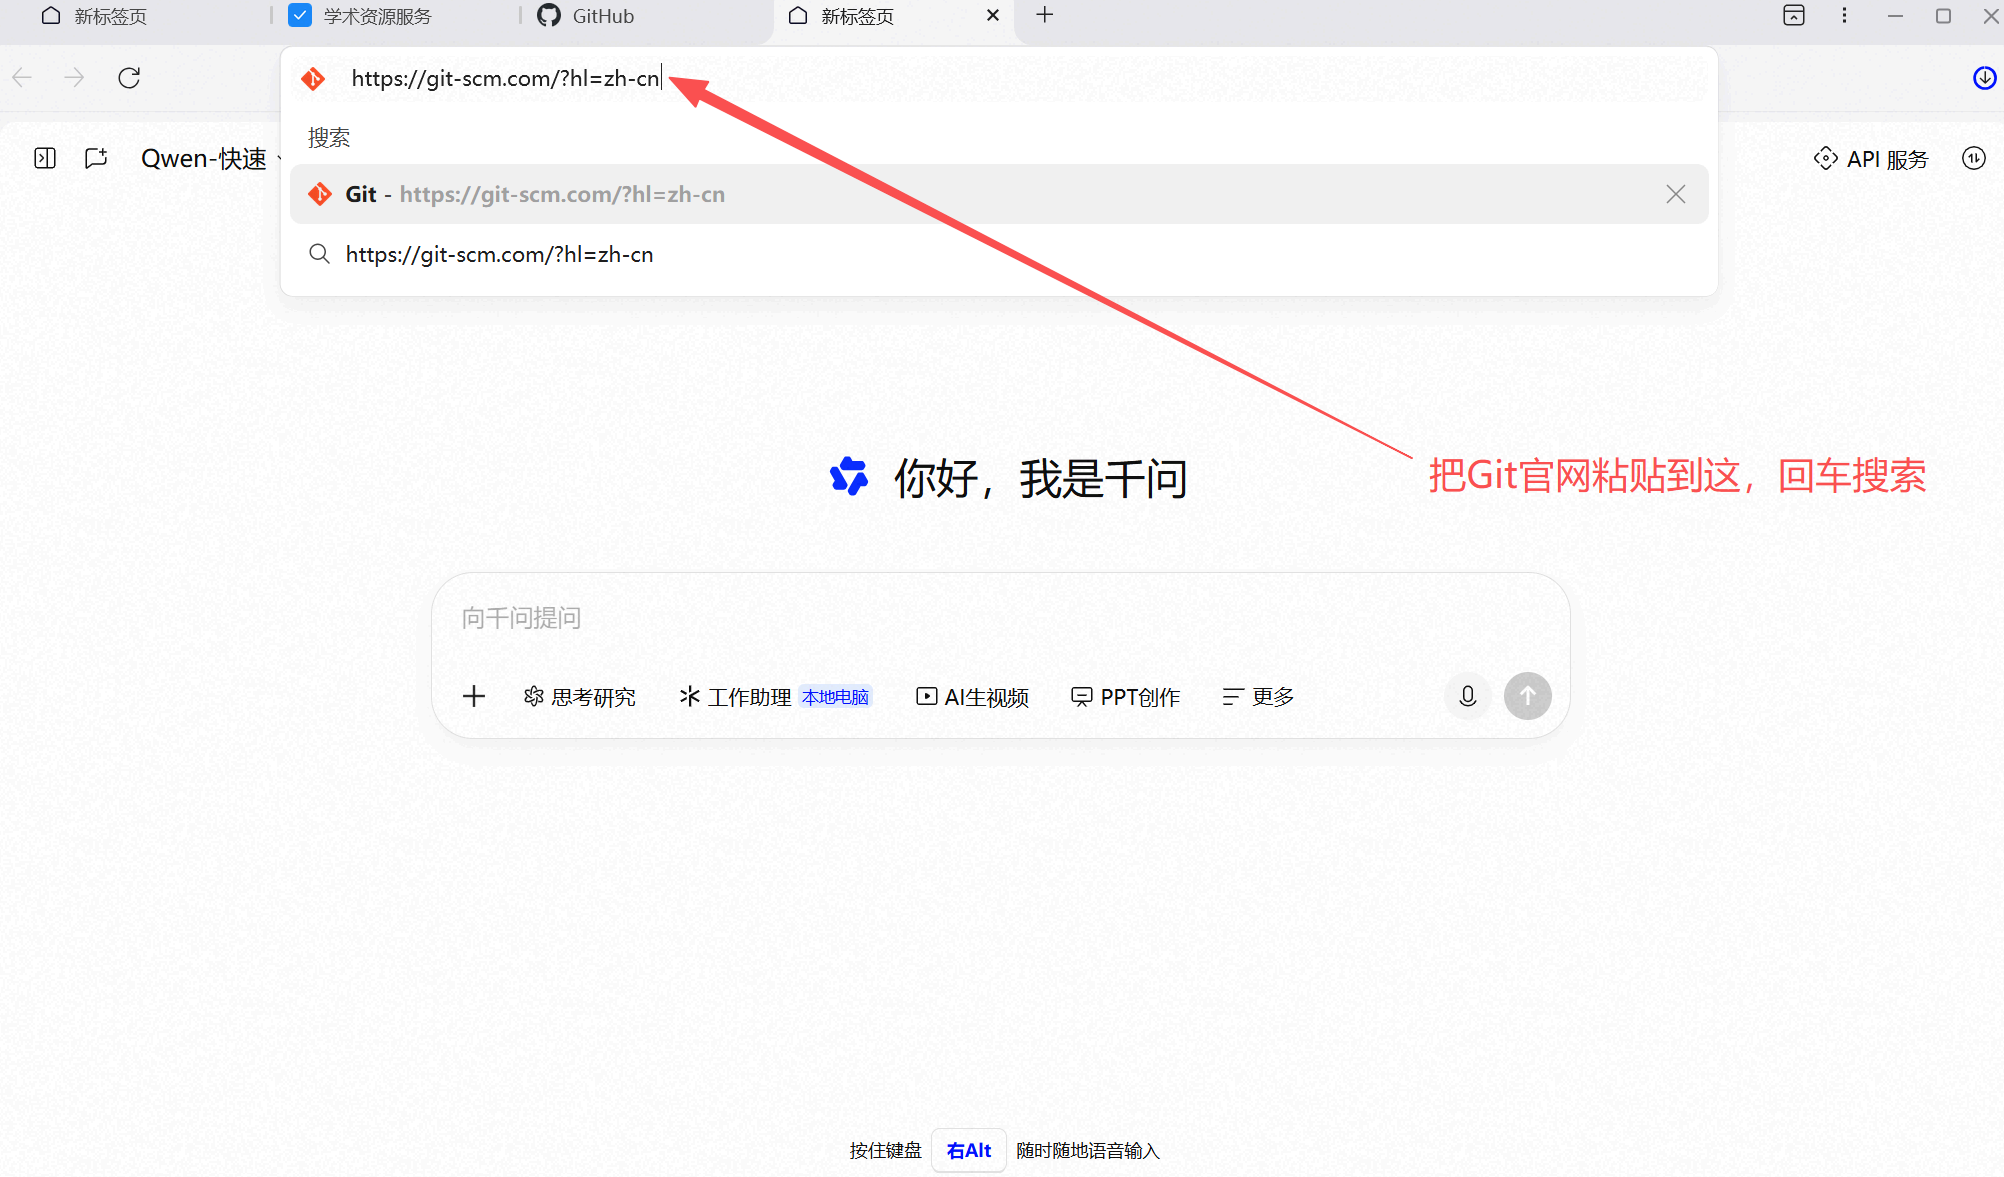 新标签页
学术资源服务
GitHub
新标签页
https://git-scm.com/?hl=zh-cn
搜索
Qwen-快速
API 服务
Git - https://git-scm.com/?hl=zh-cn
https://git-scm.com/?hl=zh-cn
把Git官网粘贴到这，回车搜索
你好，我是千问
向千问提问
思考研究
工作助理 本地电脑
AI生视频
PPT创作
更多
按住键盘 右Alt 随时随地语音输入